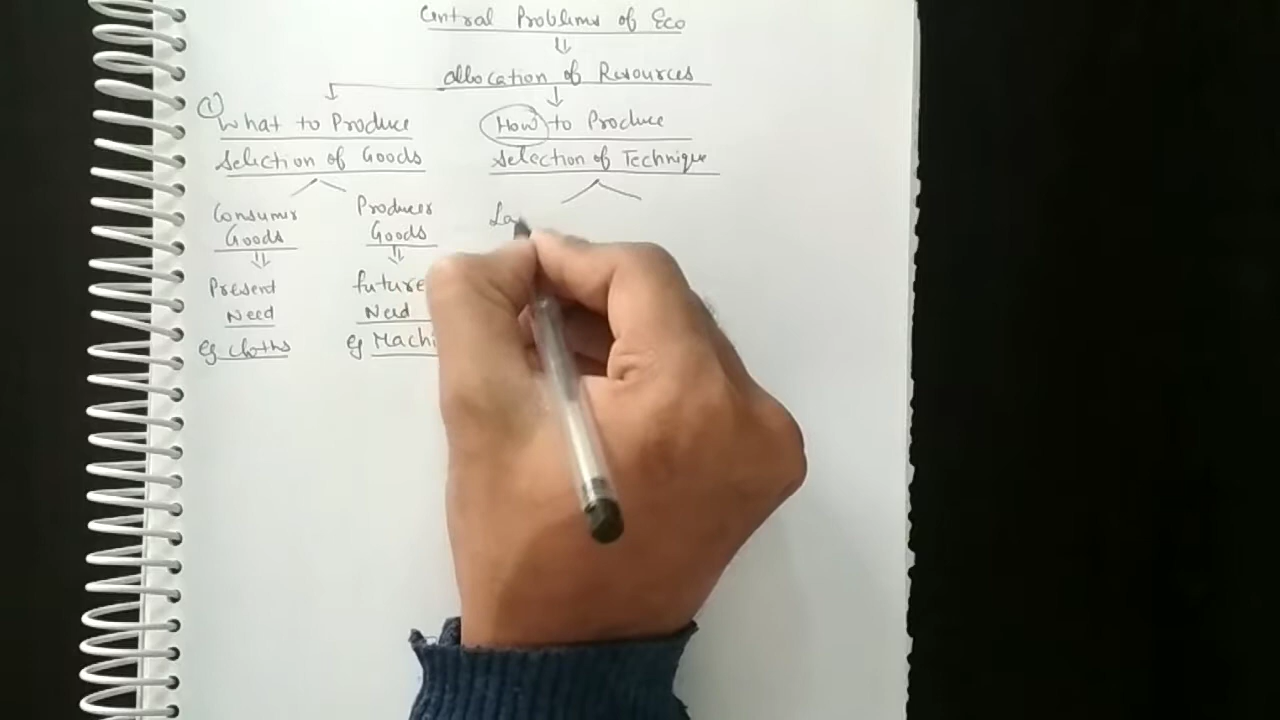 Central Problems of Eco
allocation of Resources
① What to Produce
Selection of Goods
Consumer
Goods
Present
Need
Eg Cloths
Producer
Goods
future
Need
Eg Machi
How to Produce
Selection of Technique
La